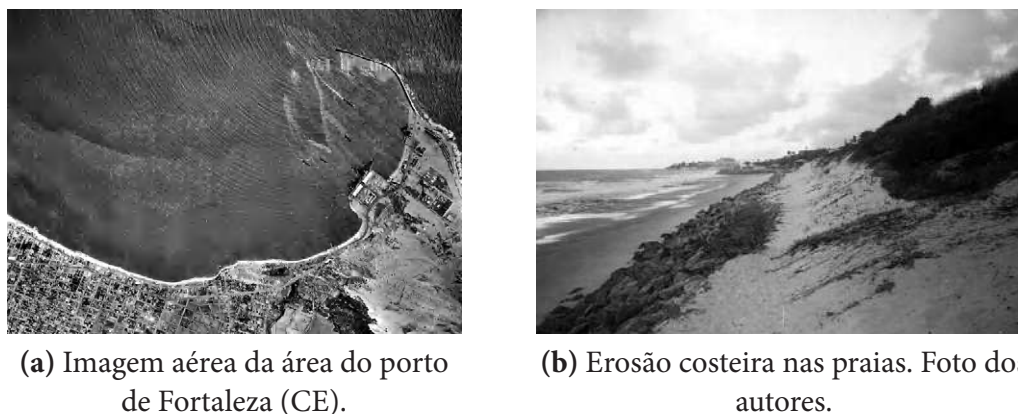 (a) Imagem aérea da área do porto
de Fortaleza (CE).
(b) Erosão costeira nas praias. Foto dos
autores.